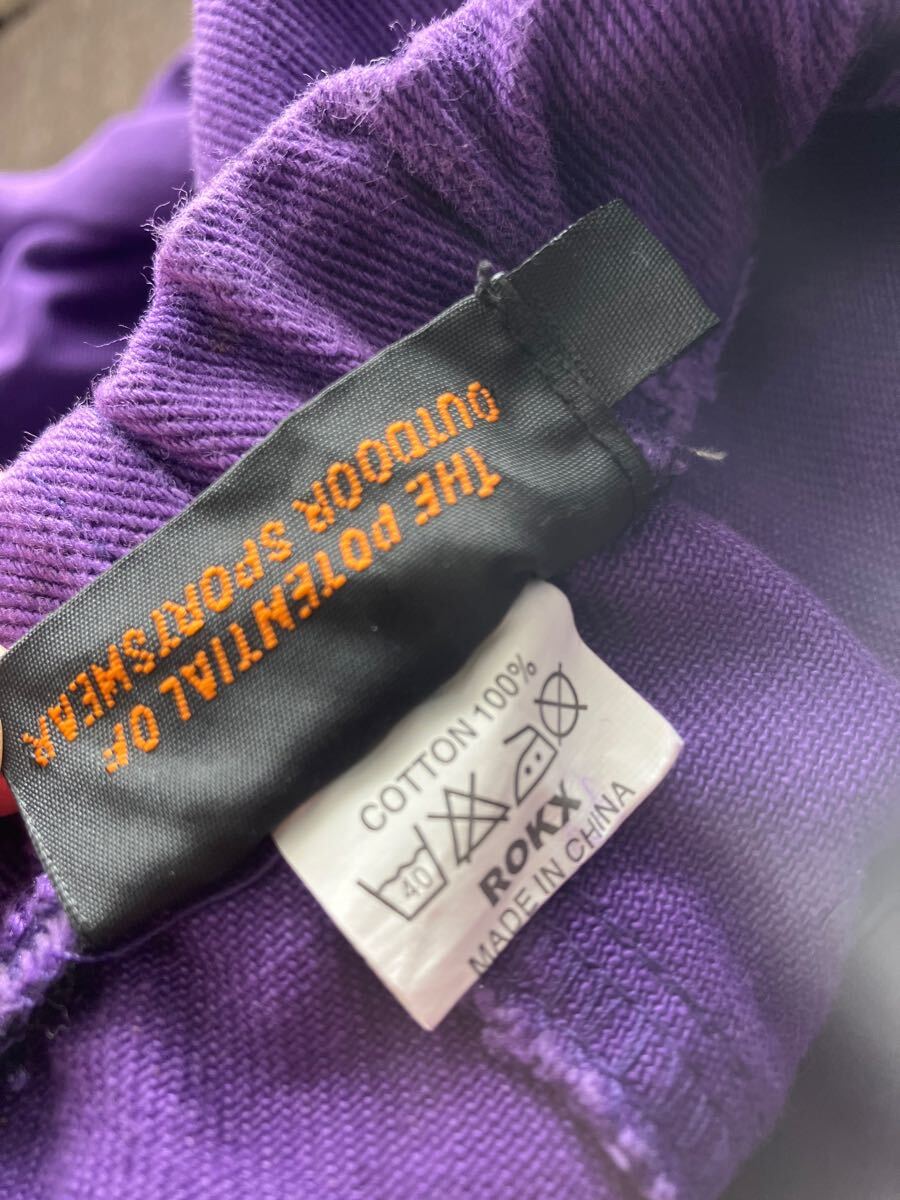 THE POTENTIAL OF
OUTDOOR SPORTSWEAR
COTTON 100%
40
ROKX
MADE IN CHINA